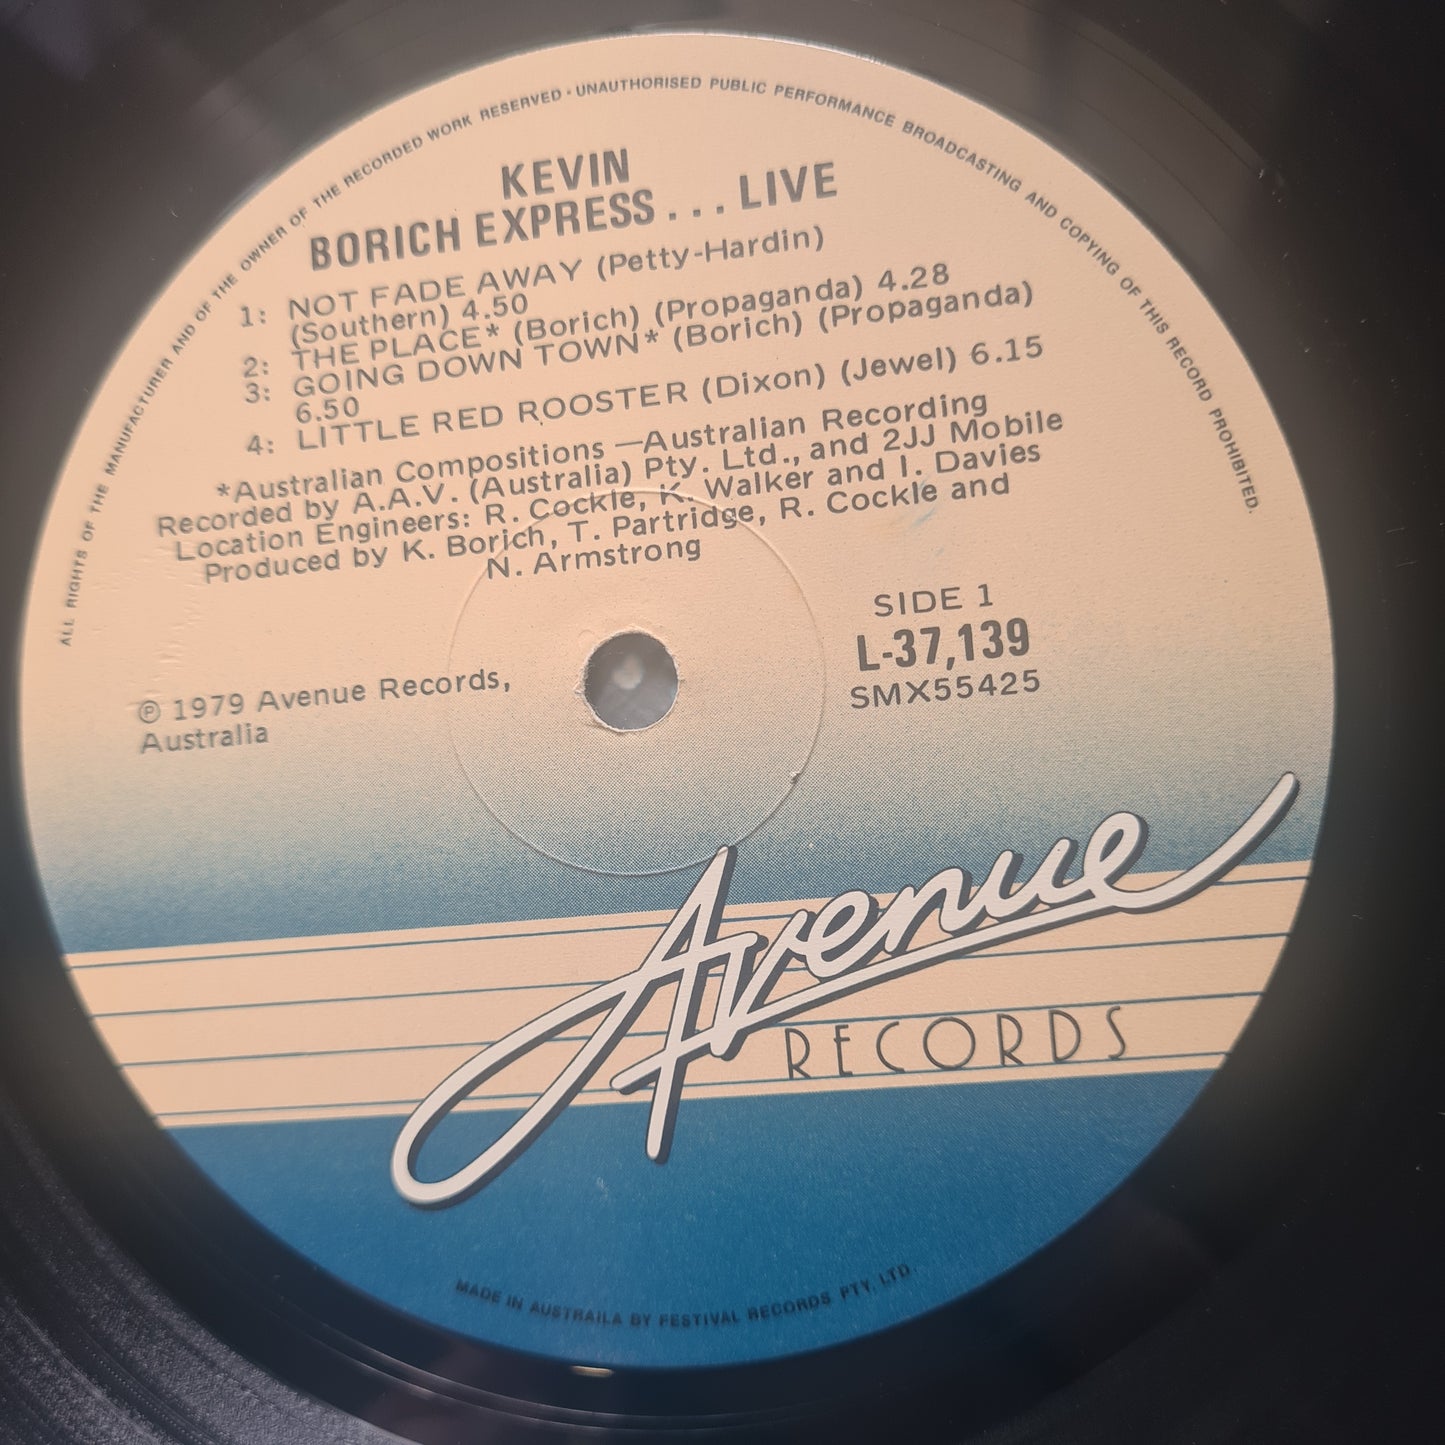 ALL RIGHTS OF THE MANUFACTURER AND OF THE OWNER OF THE RECORDED WORK RESERVED · UNAUTHORISED PUBLIC PERFORMANCE BROADCASTING AND COPYING OF THIS RECORD PROHIBITED.
KEVIN
BORICH EXPRESS . . . LIVE
1: NOT FADE AWAY (Petty-Hardin)
(Southern) 4.50
2: THE PLACE* (Borich) (Propaganda) 4.28
3: GOING DOWN TOWN* (Borich) (Propaganda)
6.50
4: LITTLE RED ROOSTER (Dixon) (Jewel) 6.15
*Australian Compositions —Australian Recording
Recorded by A.A.V. (Australia) Pty. Ltd., and 2JJ Mobile
Location Engineers: R. Cockle, K. Walker and I. Davies
Produced by K. Borich, T. Partridge, R. Cockle and
N. Armstrong
SIDE 1
L-37,139
SMX55425
℗ 1979 Avenue Records,
Australia
Avenue
RECORDS
MADE IN AUSTRAILA BY FESTIVAL RECORDS PTY. LTD.